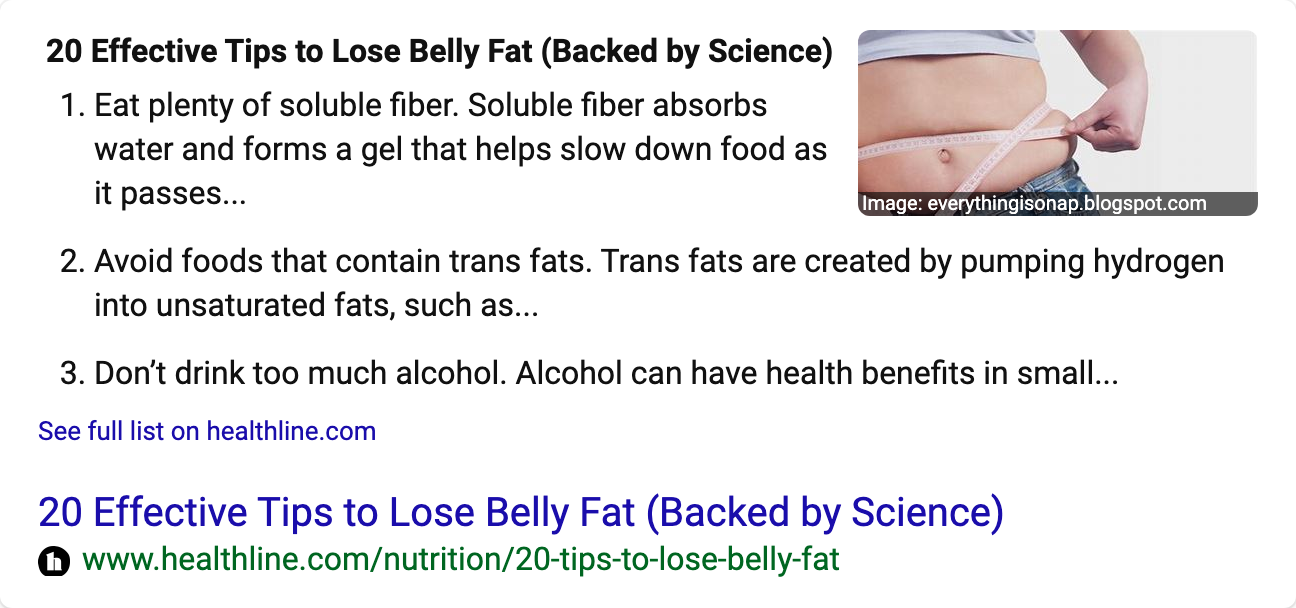 20 Effective Tips to Lose Belly Fat (Backed by Science)
1. Eat plenty of soluble fiber. Soluble fiber absorbs
water and forms a gel that helps slow down food as
it passes...
Image: everythingisonap.blogspot.com
2. Avoid foods that contain trans fats. Trans fats are created by pumping hydrogen
into unsaturated fats, such as...
3. Don’t drink too much alcohol. Alcohol can have health benefits in small...
See full list on healthline.com
20 Effective Tips to Lose Belly Fat (Backed by Science)
h www.healthline.com/nutrition/20-tips-to-lose-belly-fat